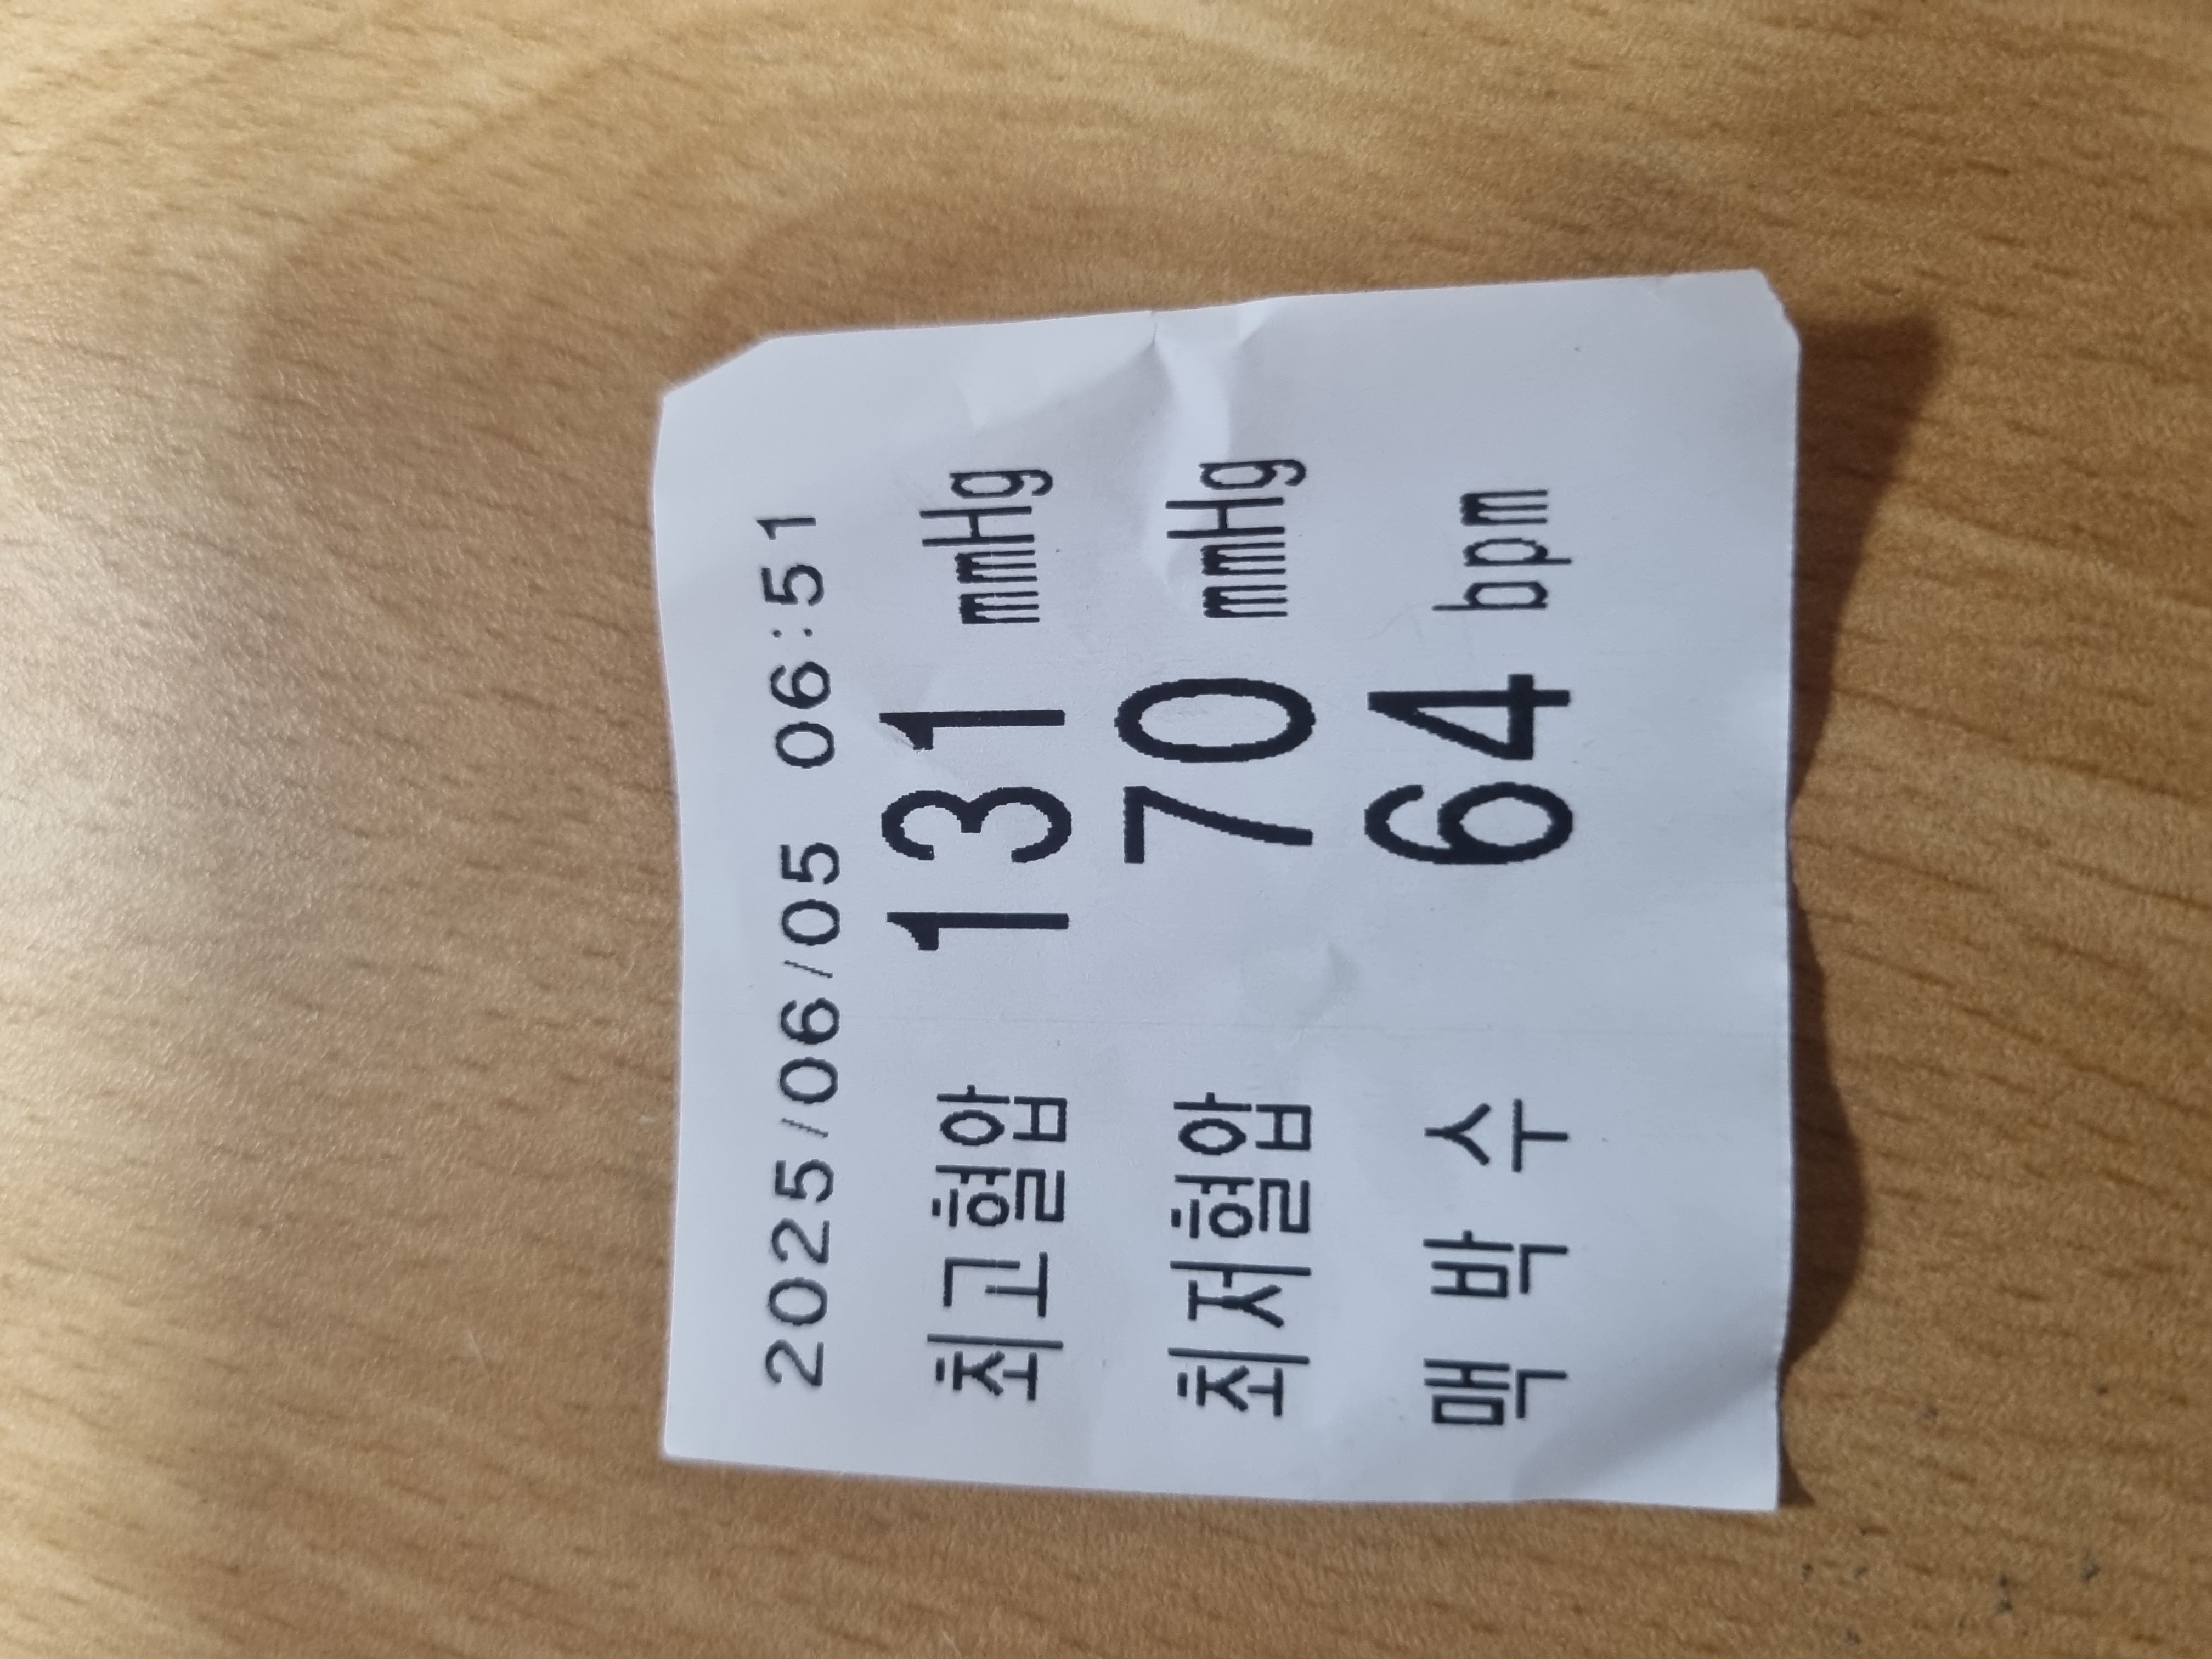 2025/06/05 06:51
최고혈압 131 mmHg
최저혈압 70 mmHg
맥 박 수 64 bpm